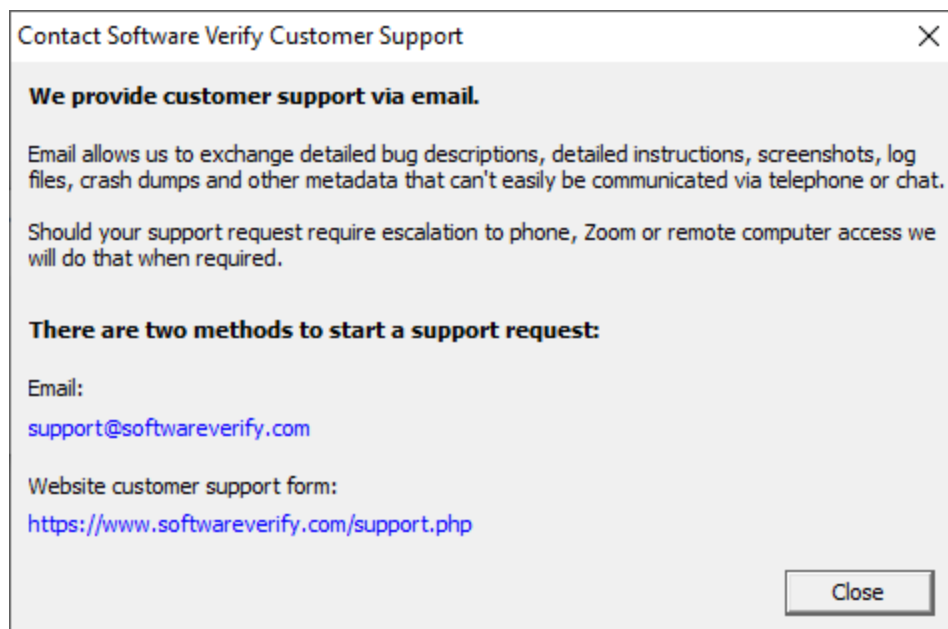 Contact Software Verify Customer Support
We provide customer support via email.
Email allows us to exchange detailed bug descriptions, detailed instructions, screenshots, log
files, crash dumps and other metadata that can't easily be communicated via telephone or chat.
Should your support request require escalation to phone, Zoom or remote computer access we
will do that when required.
There are two methods to start a support request:
Email:
support@softwareverify.com
Website customer support form:
https://www.softwareverify.com/support.php
Close